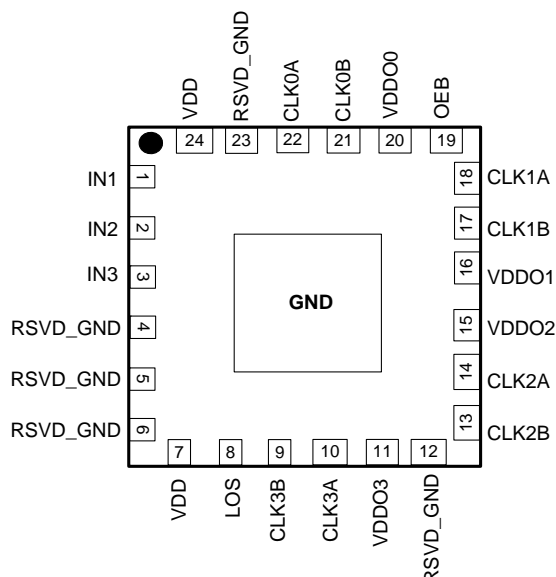 VDD
RSVD_GND
CLK0A
CLK0B
VDDO0
OEB
24
23
22
21
20
19
IN1
1
18
CLK1A
IN2
2
17
CLK1B
IN3
3
16
VDDO1
GND
RSVD_GND
4
15
VDDO2
RSVD_GND
5
14
CLK2A
RSVD_GND
6
13
CLK2B
7
8
9
10
11
12
VDD
LOS
CLK3B
CLK3A
VDDO3
RSVD_GND